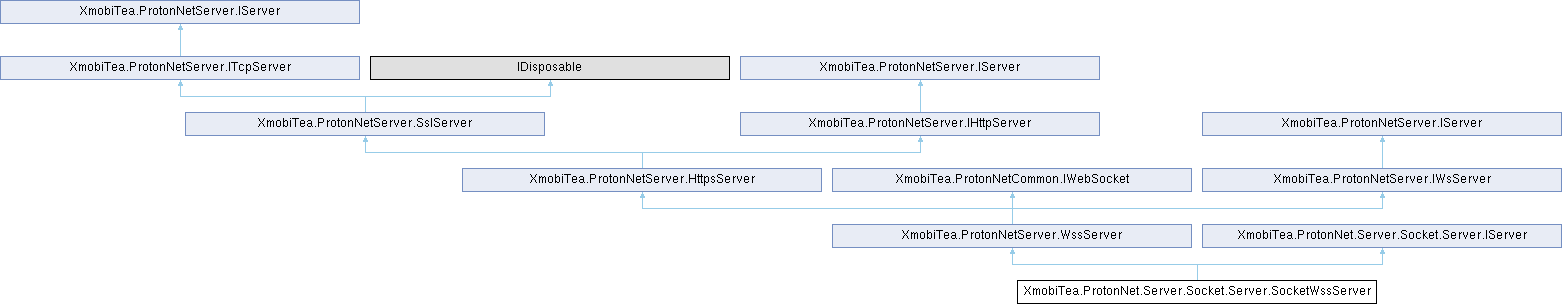 XmobiTea.ProtonNetServer.IServer
XmobiTea.ProtonNetServer.ITcpServer
IDisposable
XmobiTea.ProtonNetServer.IServer
XmobiTea.ProtonNetServer.SslServer
XmobiTea.ProtonNetServer.IHttpServer
XmobiTea.ProtonNetServer.IServer
XmobiTea.ProtonNetServer.HttpsServer
XmobiTea.ProtonNetCommon.IWebSocket
XmobiTea.ProtonNetServer.IWsServer
XmobiTea.ProtonNetServer.WssServer
XmobiTea.ProtonNet.Server.Socket.Server.IServer
XmobiTea.ProtonNet.Server.Socket.Server.SocketWssServer